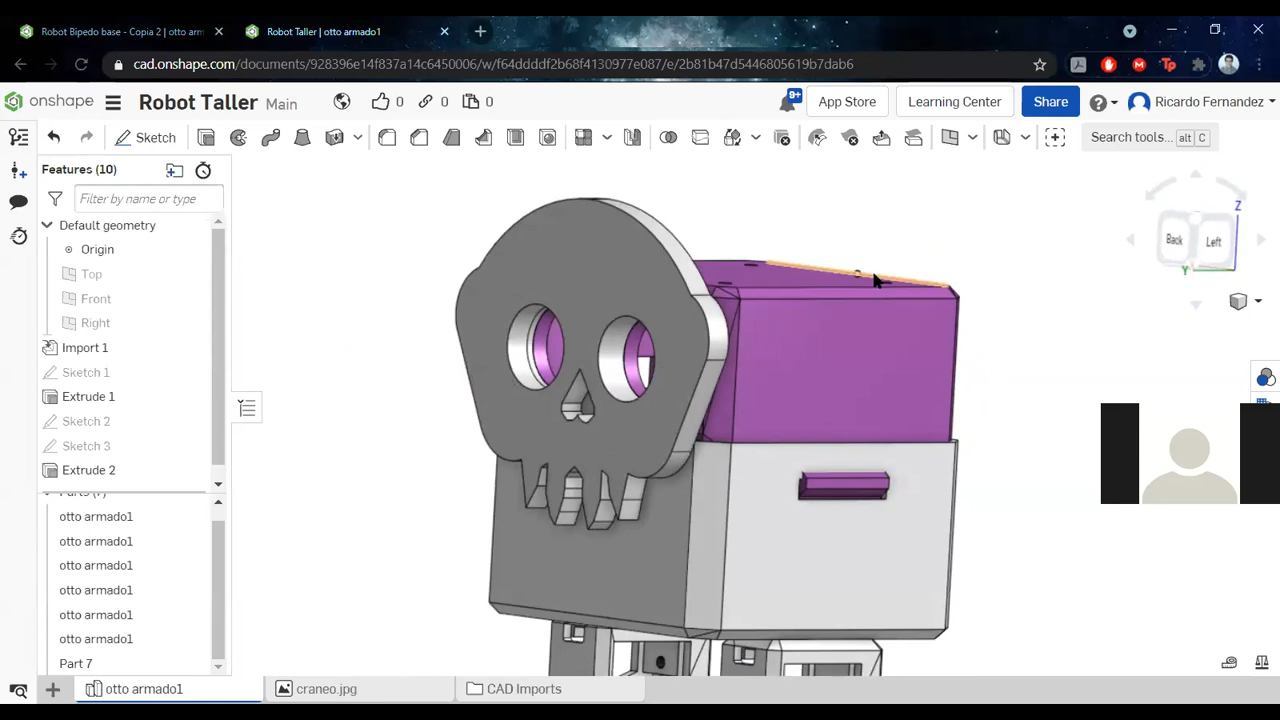 Robot Bipedo base - Copia 2 | otto arm
Robot Taller | otto armado1
cad.onshape.com/documents/928396e14f837a14c6450006/w/f64ddddf2b68f4130977e087/e/2b81b47d5446805619b7dab6
onshape
Robot Taller Main
0
0
0
9+
App Store
Learning Center
Share
Ricardo Fernandez
Sketch
Search tools... alt C
Features (10)
Filter by name or type
Default geometry
Origin
Top
Front
Right
Import 1
Sketch 1
Extrude 1
Sketch 2
Sketch 3
Extrude 2
Parts (7)
otto armado1
otto armado1
otto armado1
otto armado1
otto armado1
otto armado1
Part 7
Z
Back
Left
Y
otto armado1
craneo.jpg
CAD Imports